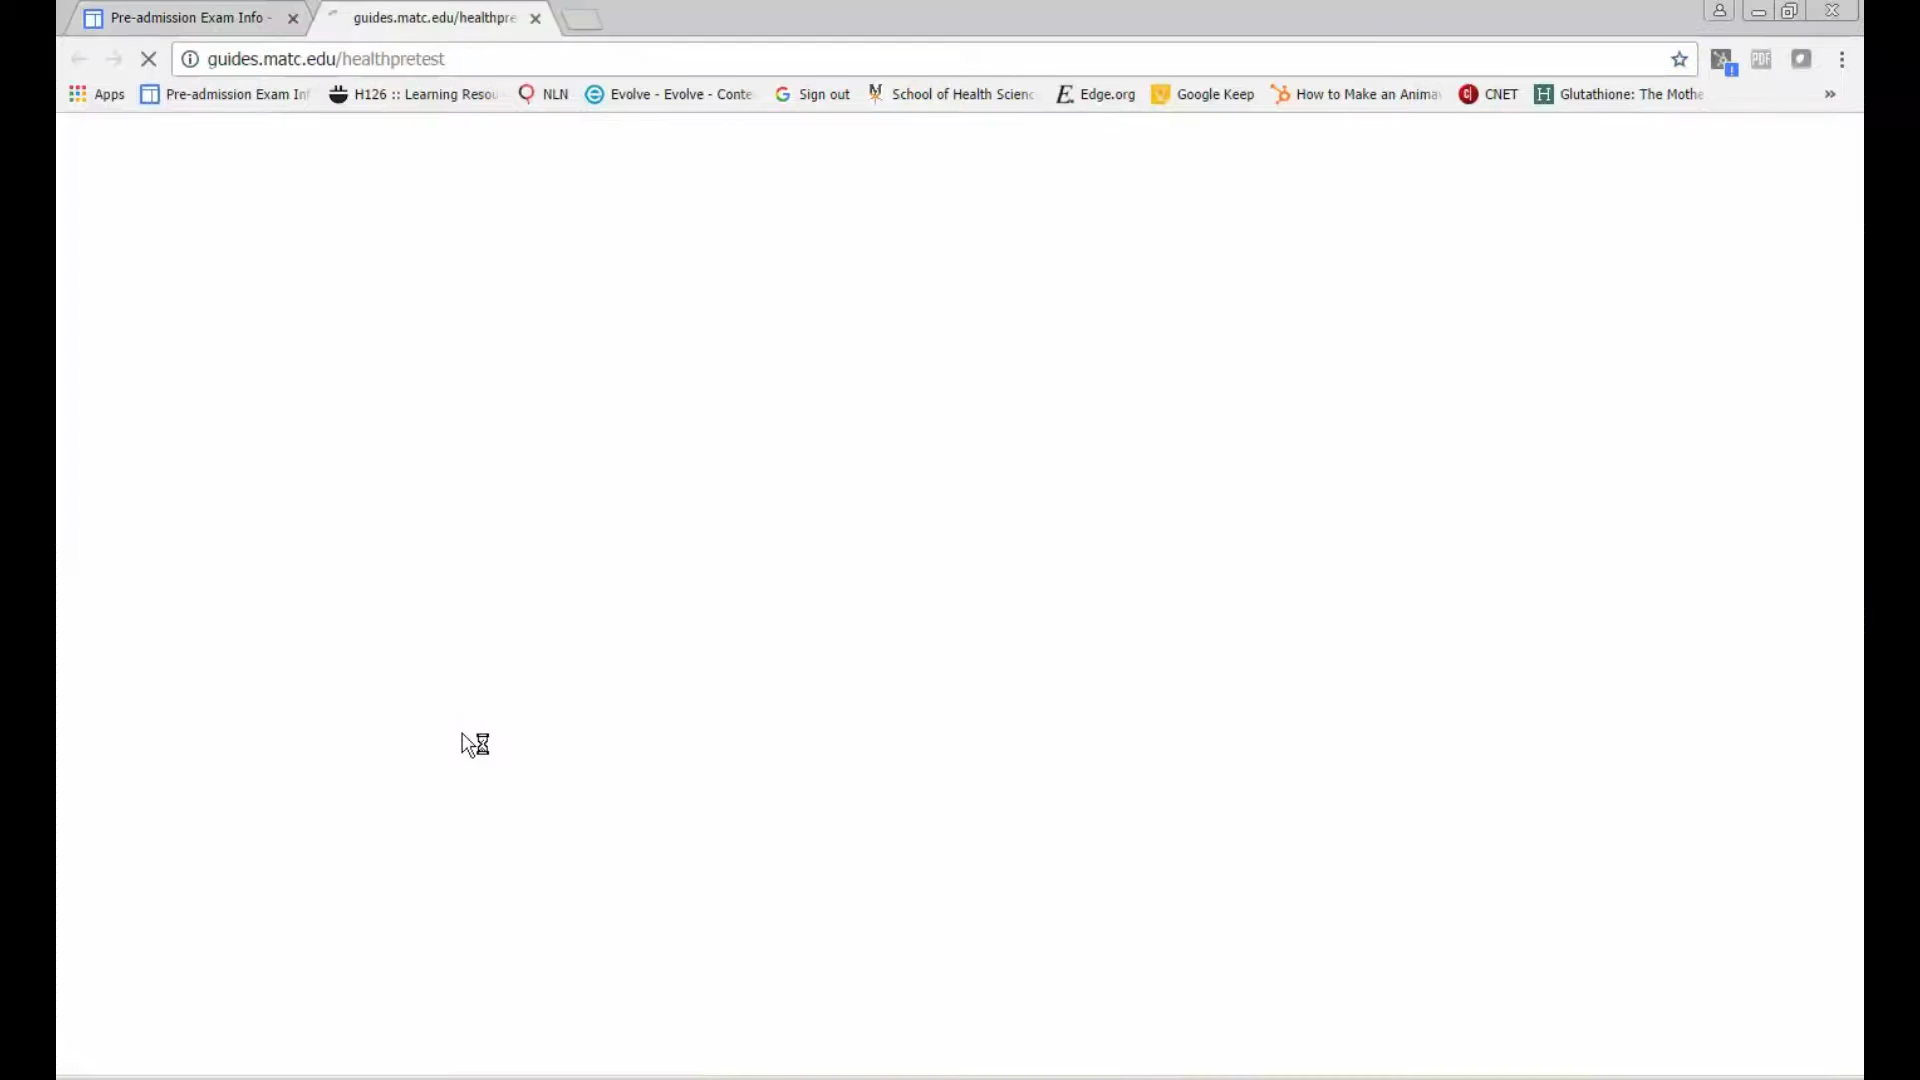 Pre-admission Exam Info -
guides.matc.edu/healthpre
guides.matc.edu/healthpretest
Apps
Pre-admission Exam Inf
H126 :: Learning Resou
NLN
Evolve - Evolve - Conte
Sign out
School of Health Scienc
Edge.org
Google Keep
How to Make an Anima
CNET
Glutathione: The Mothe
»